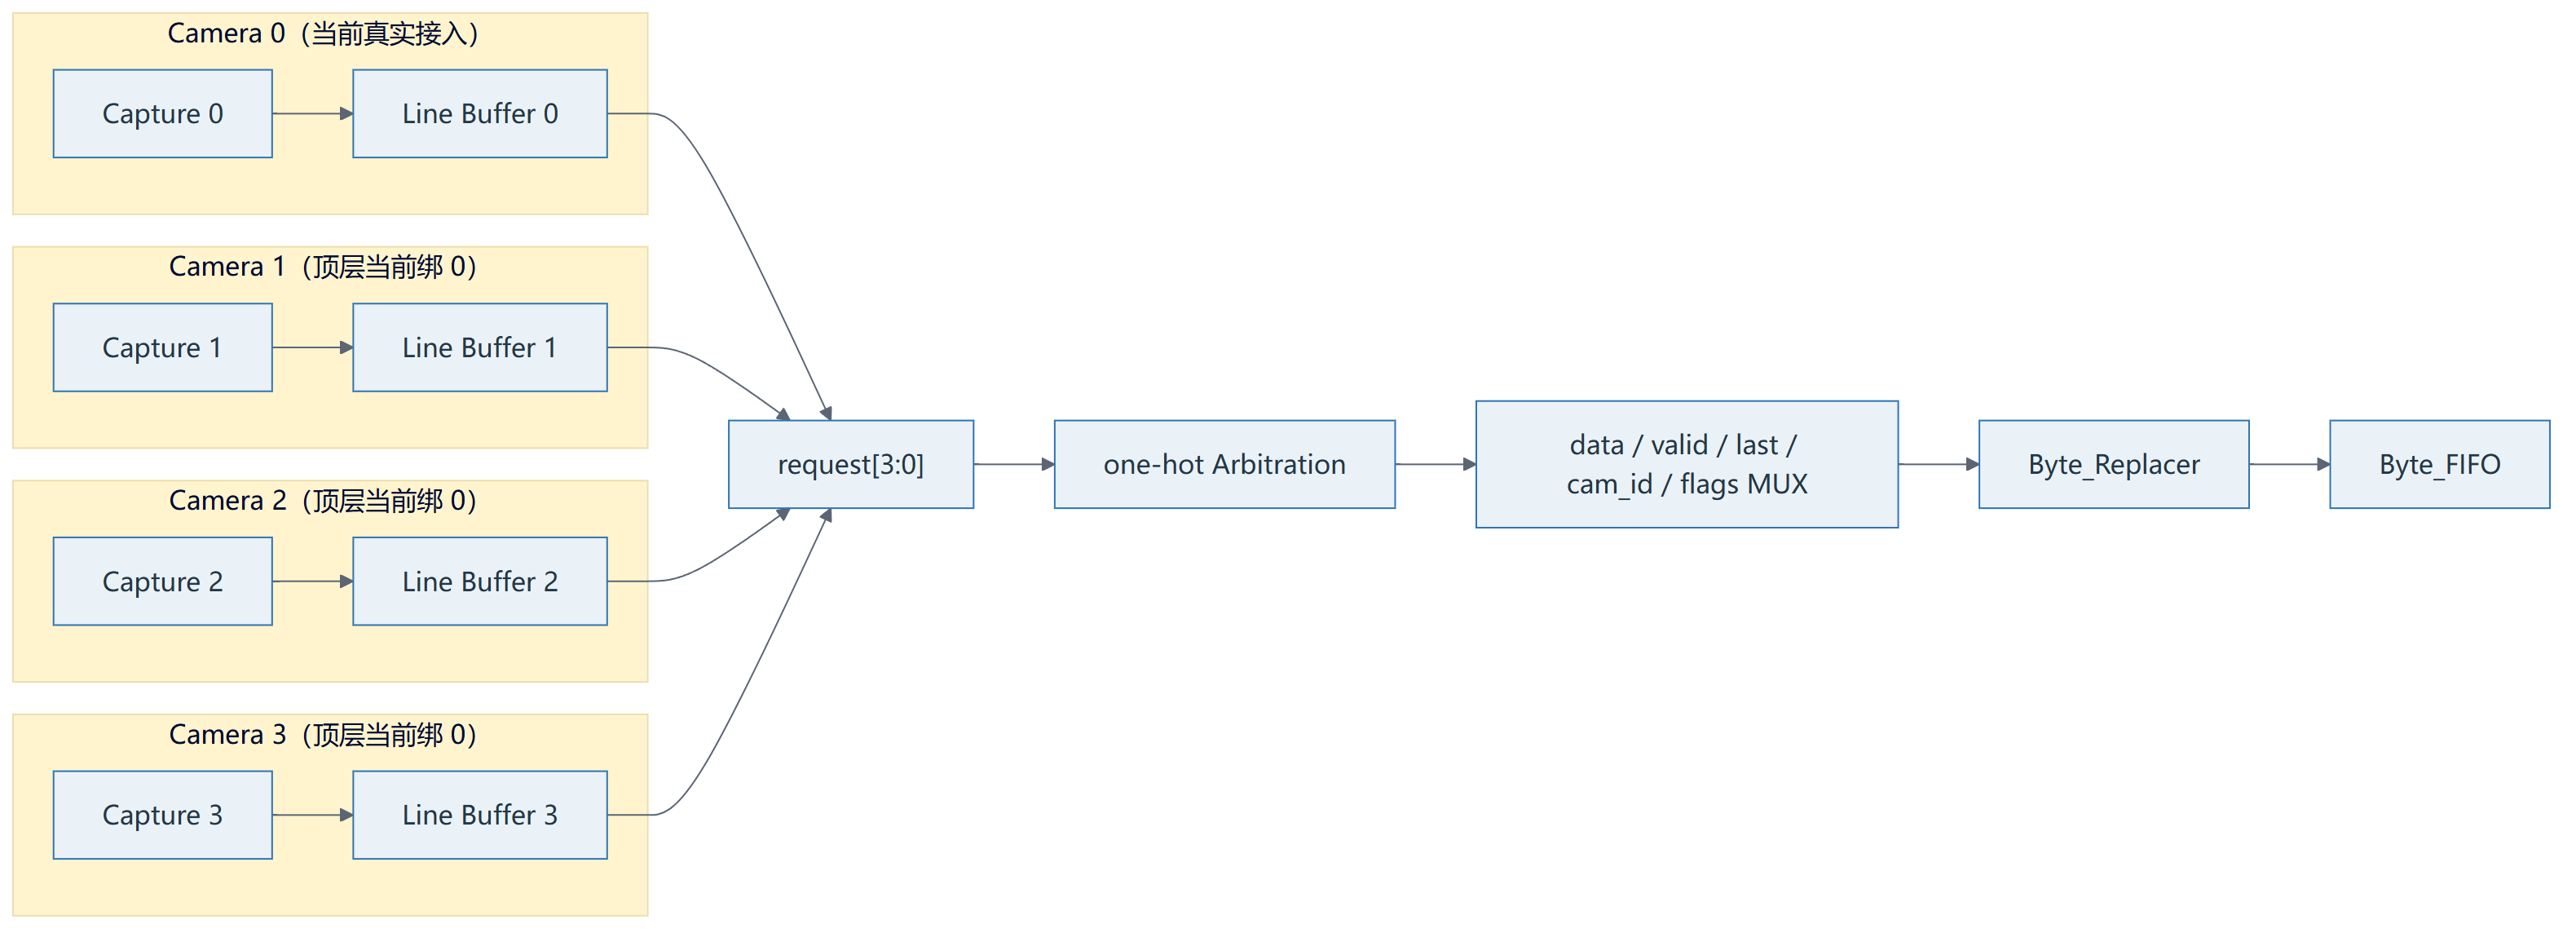 Camera 0（当前真实接入）
Capture 0
Line Buffer 0
Camera 1（顶层当前绑 0）
Capture 1
Line Buffer 1
Camera 2（顶层当前绑 0）
Capture 2
Line Buffer 2
Camera 3（顶层当前绑 0）
Capture 3
Line Buffer 3
request[3:0]
one-hot Arbitration
data / valid / last /
cam_id / flags MUX
Byte_Replacer
Byte_FIFO